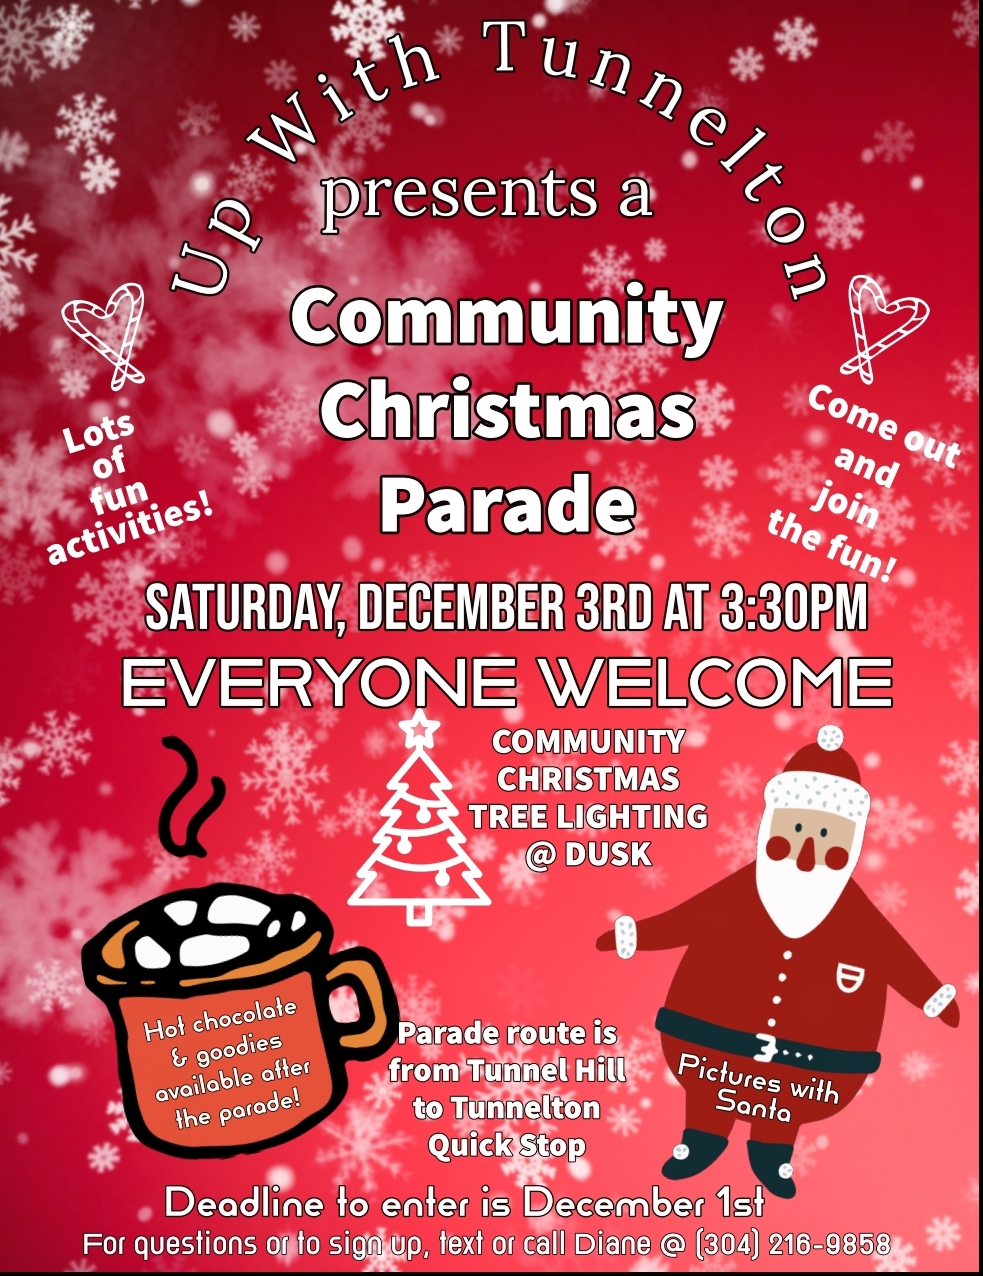 Up With Tunnelton
presents a
Community
Christmas
Parade
Lots
of
fun
activities!
Come out
and
join
the fun!
SATURDAY, DECEMBER 3RD AT 3:30PM
EVERYONE WELCOME
COMMUNITY
CHRISTMAS
TREE LIGHTING
@ DUSK
Hot chocolate
& goodies
available after
the parade!
Parade route is
from Tunnel Hill
to Tunnelton
Quick Stop
Pictures with
Santa
Deadline to enter is December 1st
For questions or to sign up, text or call Diane @ (304) 216-9858